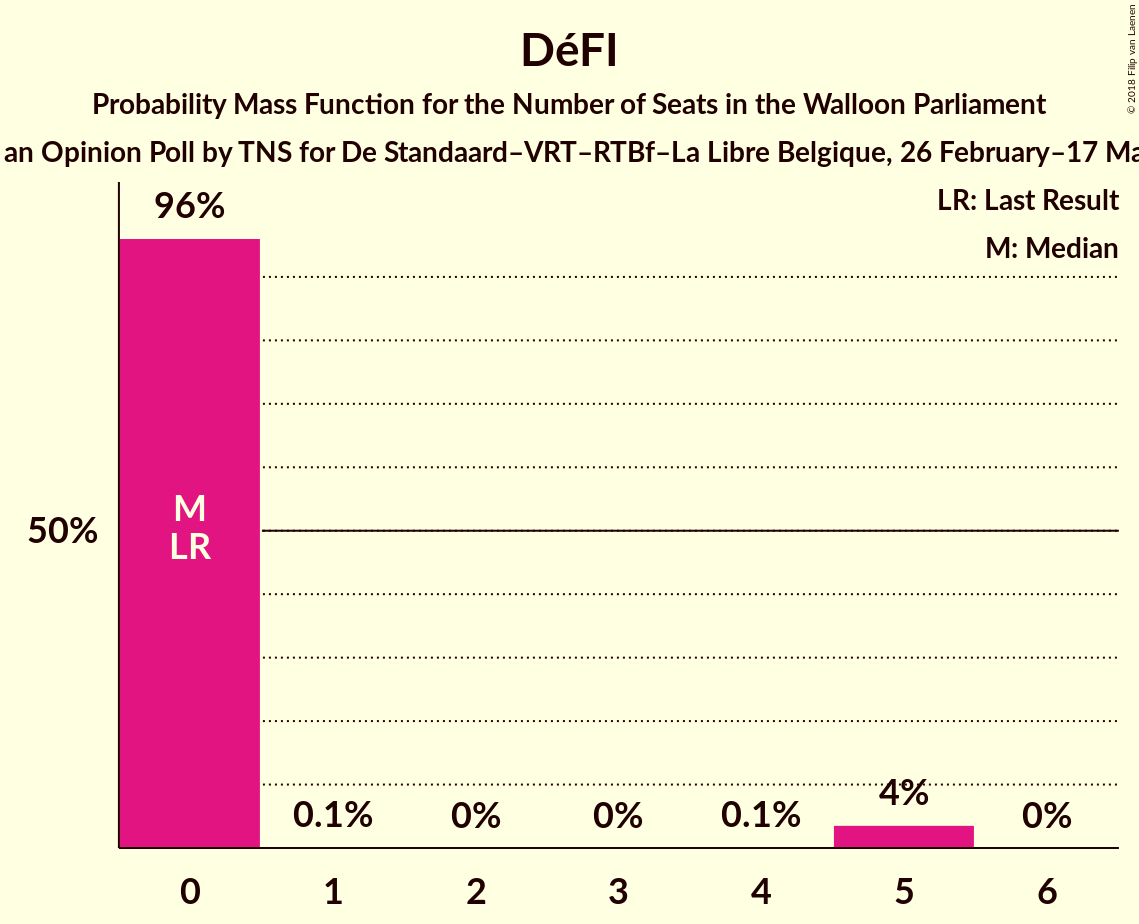 DéFI
Probability Mass Function for the Number of Seats in the Walloon Parliament
an Opinion Poll by TNS for De Standaard–VRT–RTBf–La Libre Belgique, 26 February–17 Ma
© 2018 Filip van Laenen
LR: Last Result
M: Median
96%
M
LR
50%
0.1%
0%
0%
0.1%
4%
0%
0 1 2 3 4 5 6